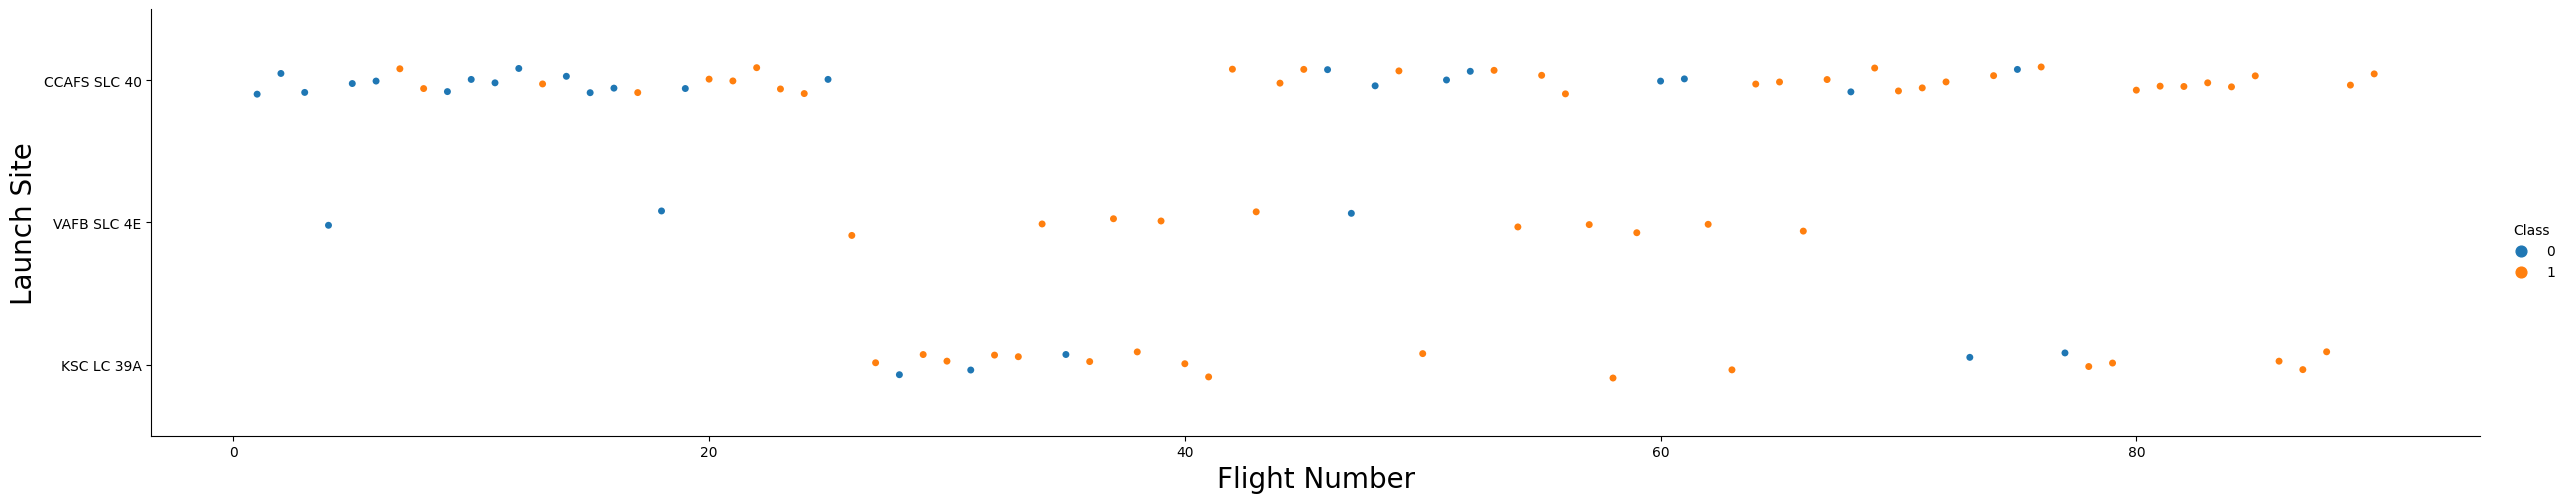 Launch Site
CCAFS SLC 40
VAFB SLC 4E
KSC LC 39A
0 20 40 60 80
Flight Number
Class
0
1